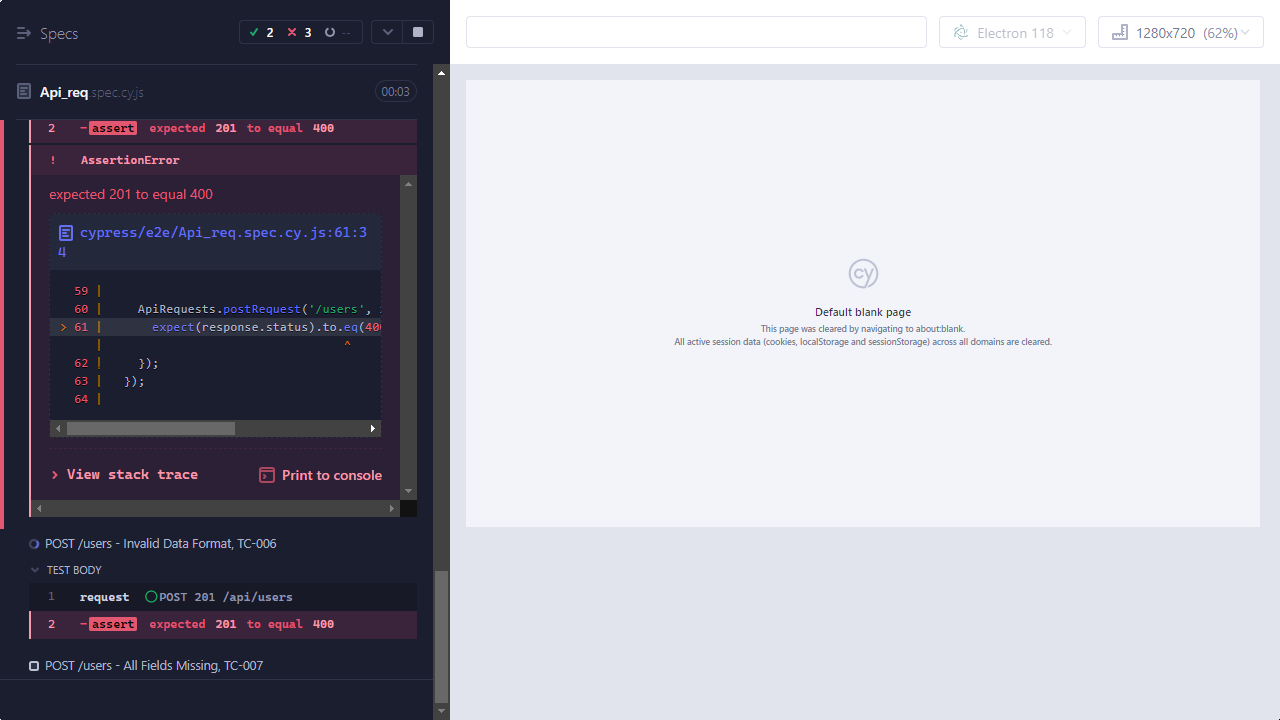 Specs
2
3
--
Electron 118
1280x720 (62%)
Api_req.spec.cy.js
00:03
2 -assert expected 201 to equal 400
! AssertionError
expected 201 to equal 400
cypress/e2e/Api_req.spec.cy.js:61:3
4
59 |
60 | ApiRequests.postRequest('/users',
> 61 | expect(response.status).to.eq(400
| ^
62 | });
63 | });
64 |
> View stack trace
Print to console
POST /users - Invalid Data Format, TC-006
TEST BODY
1 request POST 201 /api/users
2 -assert expected 201 to equal 400
POST /users - All Fields Missing, TC-007
cy
Default blank page
This page was cleared by navigating to about:blank.
All active session data (cookies, localStorage and sessionStorage) across all domains are cleared.